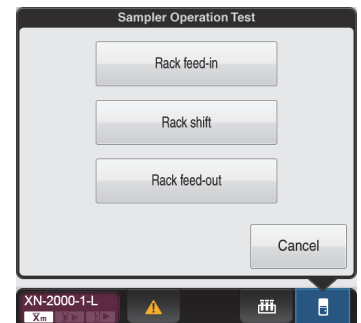 Sampler Operation Test
Rack feed-in
Rack shift
Rack feed-out
Cancel
XN-2000-1-L
Xm